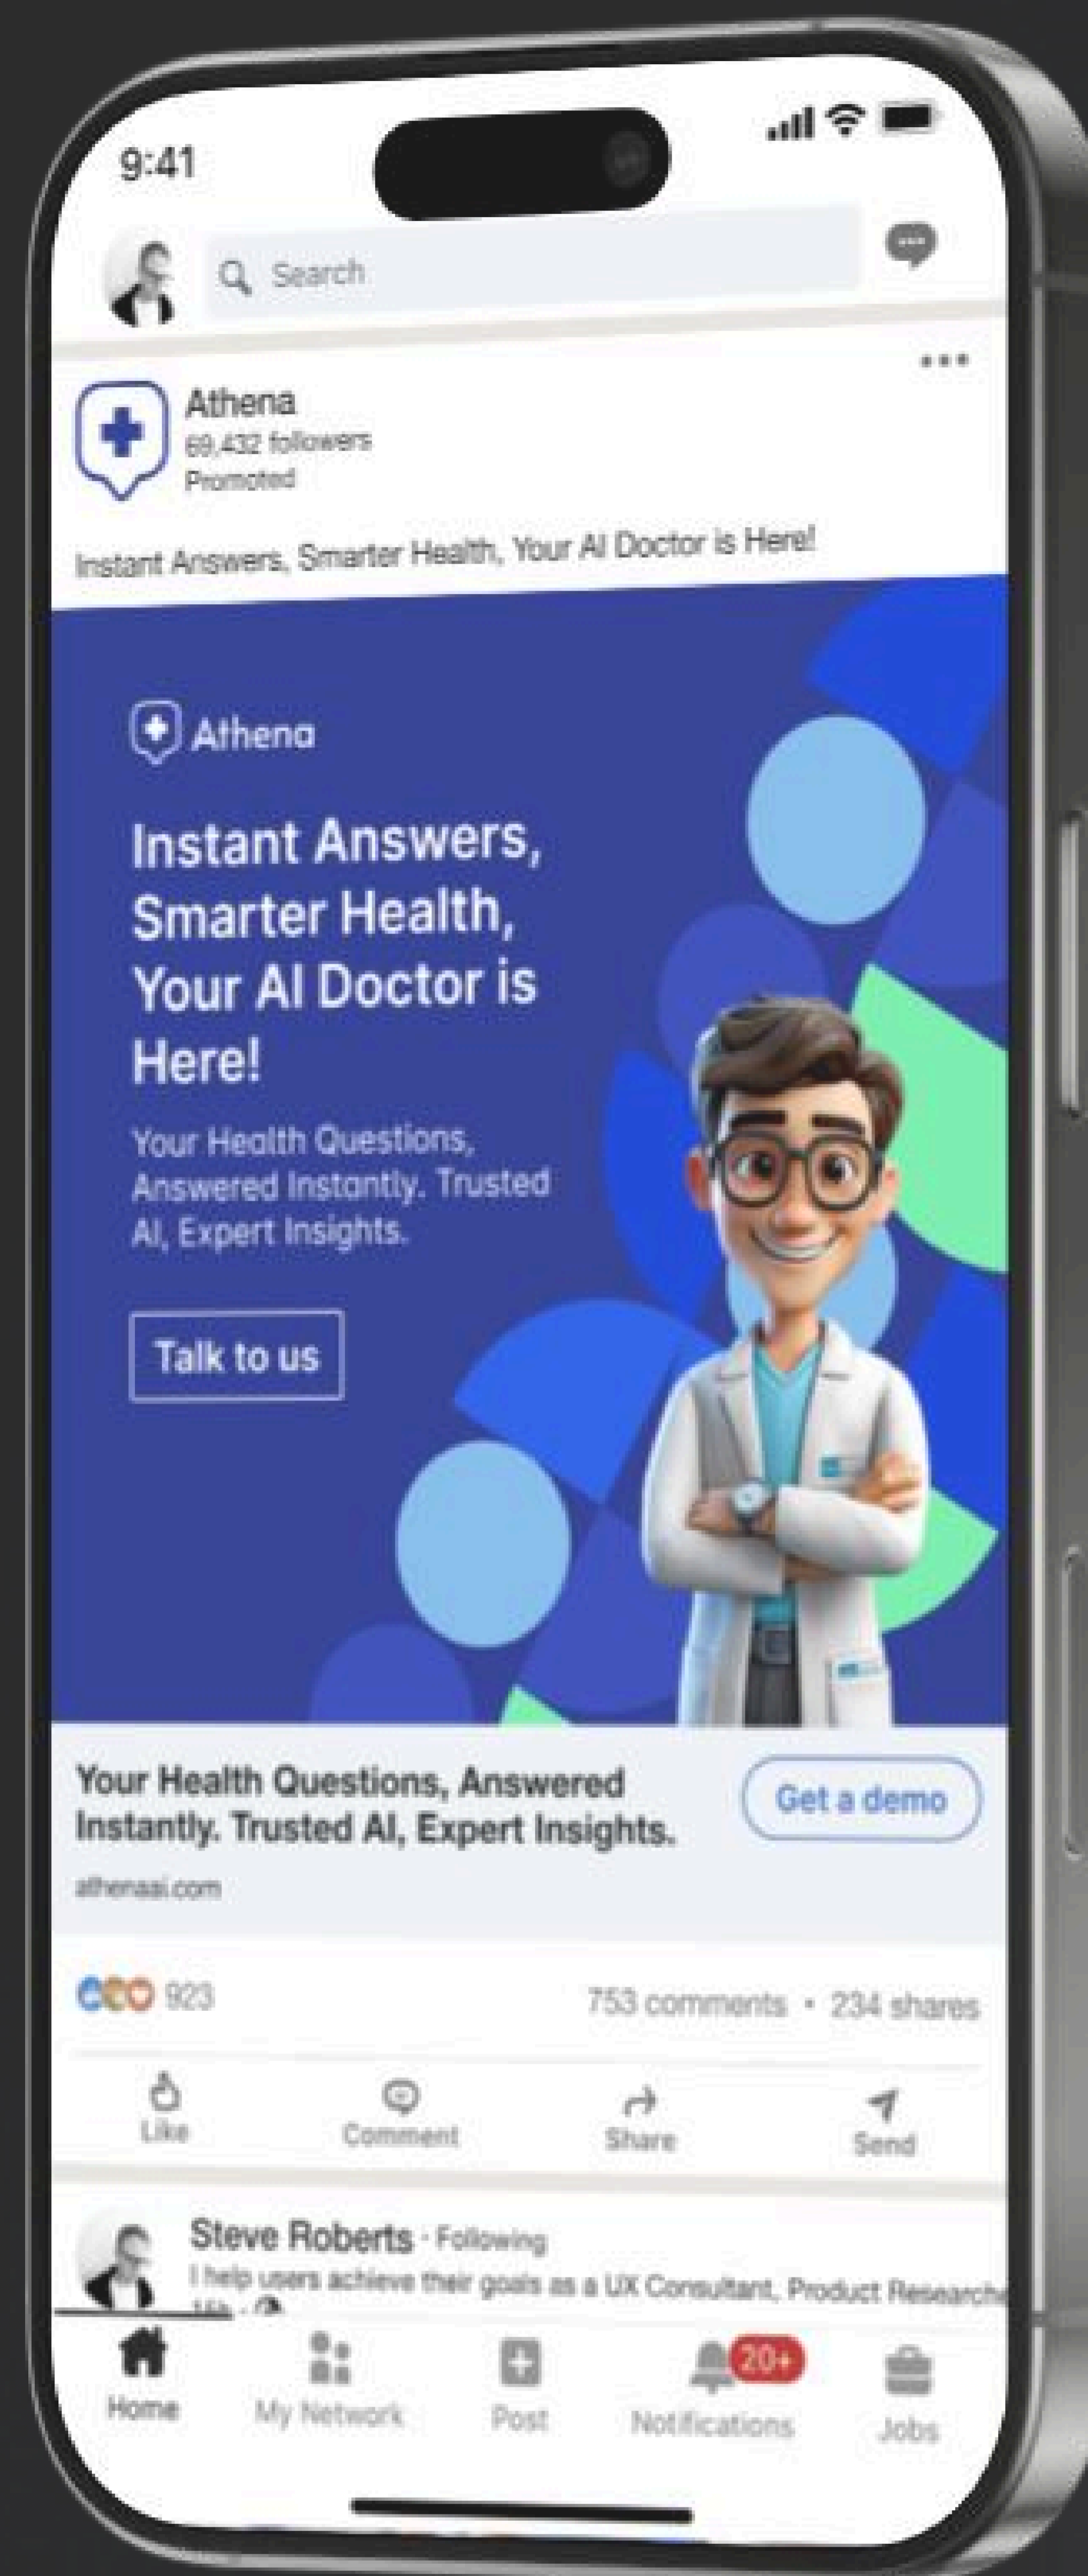 9:41
Search
Athena
69,432 followers
Promoted
Instant Answers, Smarter Health, Your AI Doctor is Here!
Athena
Instant Answers,
Smarter Health,
Your AI Doctor is
Here!
Your Health Questions,
Answered Instantly. Trusted
AI, Expert Insights.
Talk to us
Your Health Questions, Answered
Instantly. Trusted AI, Expert Insights.
Get a demo
athenaai.com
923
753 comments • 234 shares
Like
Comment
Share
Send
Steve Roberts · Following
I help users achieve their goals as a UX Consultant, Product Researche
20+
Home
My Network
Post
Notifications
Jobs